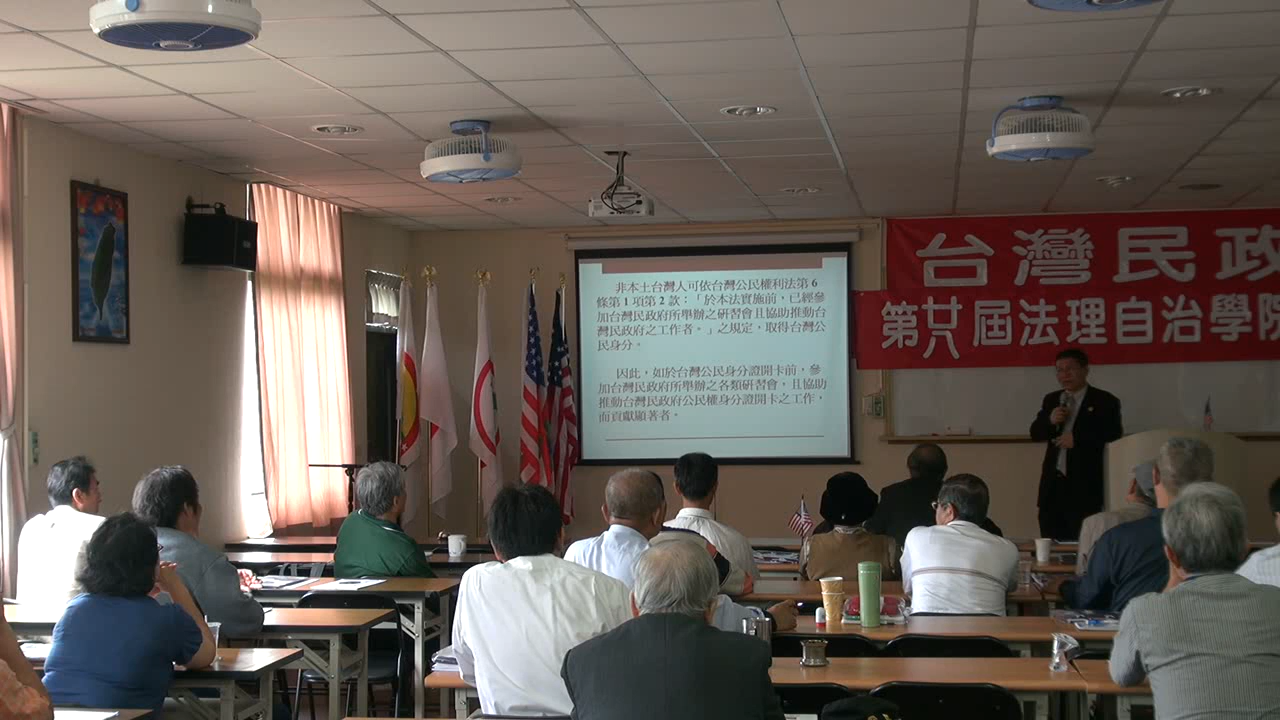 非本土台灣人可依台灣公民權利法第6
條第1項第2款：「於本法實施前，已經參
加台灣民政府所舉辦之研習會且協助推動台
灣民政府之工作者。」之規定，取得台灣公
民身分。
因此，如於台灣公民身分證開卡前，參
加台灣民政府所舉辦之各類研習會，且協助
推動台灣民政府公民權身分證開卡之工作，
而貢獻顯著者。
台灣民政
第廿八屆法理自治學院